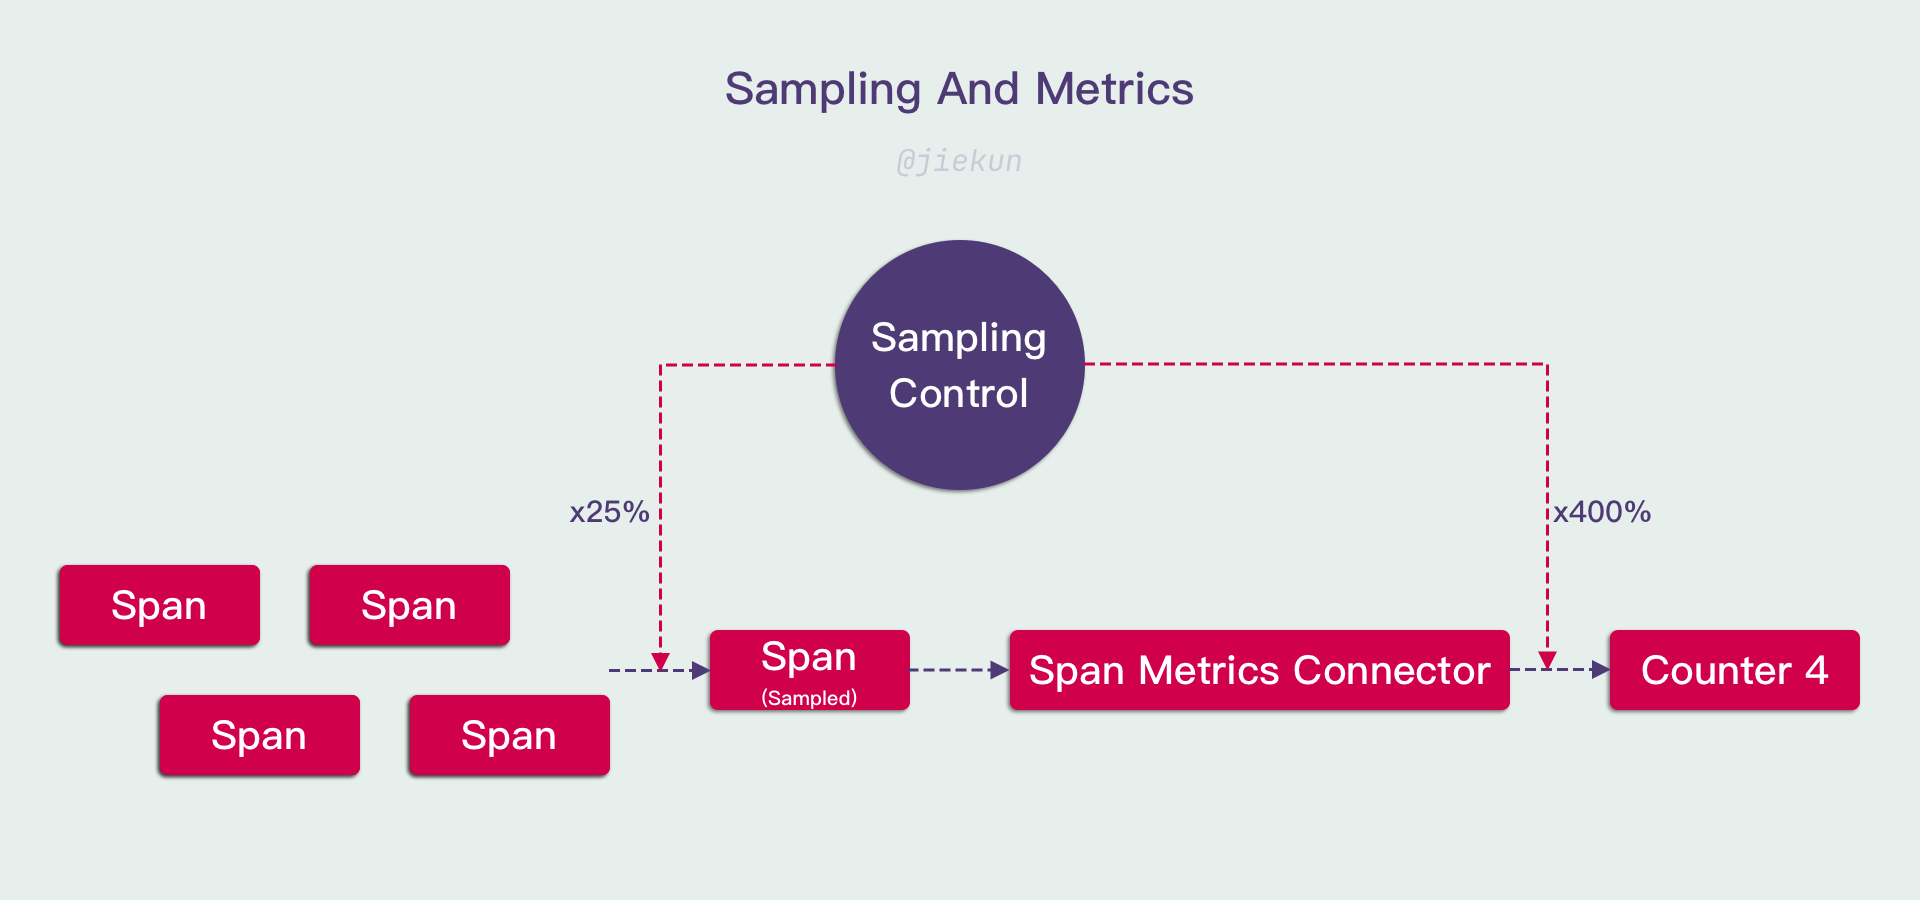 Sampling And Metrics
@jiekun
Sampling
Control
x25%
x400%
Span
Span
Span
Span
Span
(Sampled)
Span Metrics Connector
Counter 4